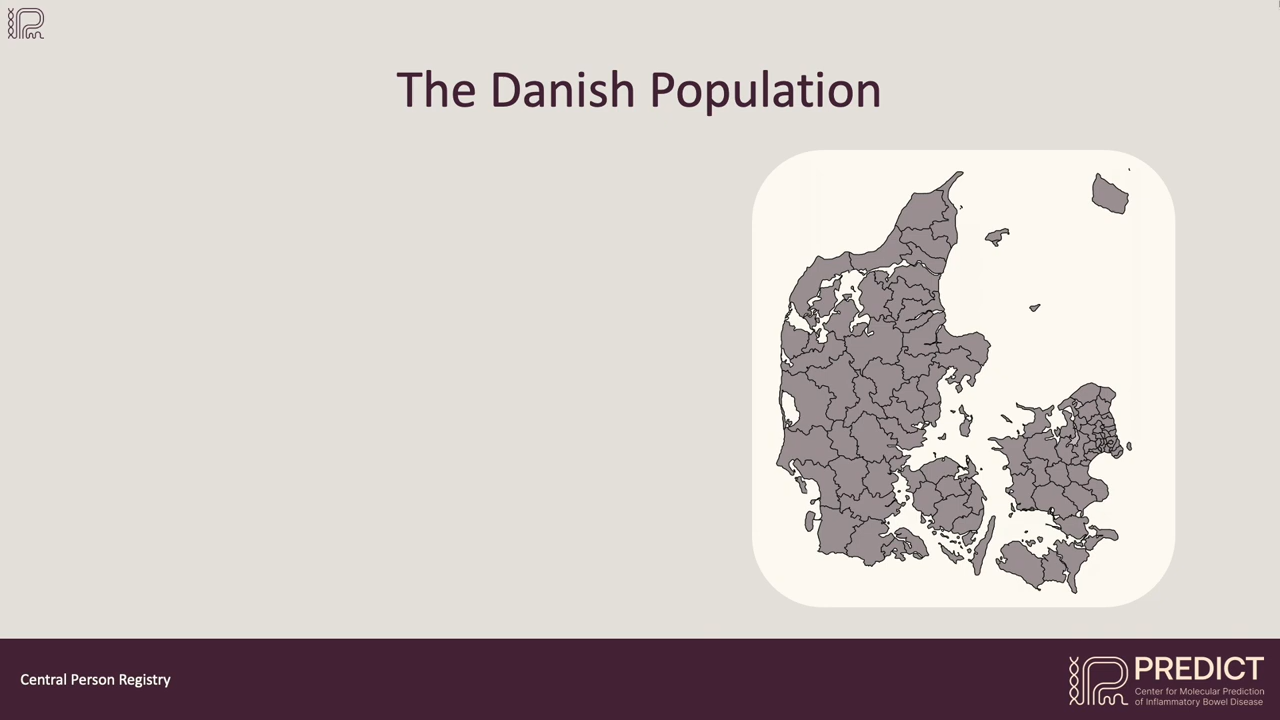 The Danish Population
Central Person Registry
PREDICT
Center for Molecular Prediction
of Inflammatory Bowel Disease